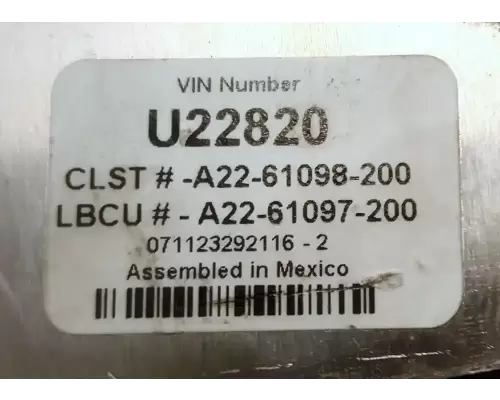 VIN Number
U22820
CLST # -A22-61098-200
LBCU # - A22-61097-200
071123292116 - 2
Assembled in Mexico